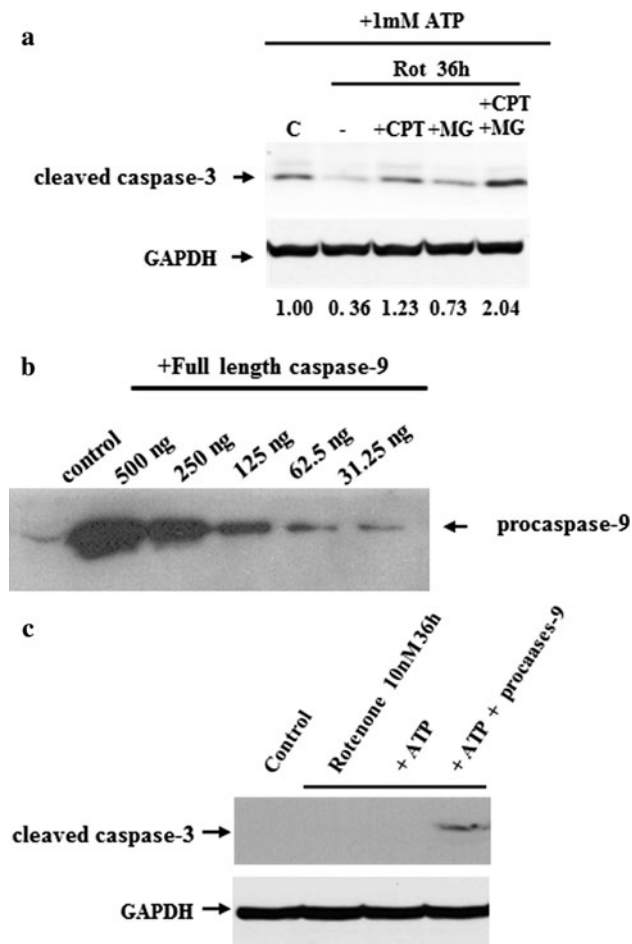 a
+1mM ATP
Rot 36h
C - +CPT +MG +CPT +MG
cleaved caspase-3
GAPDH
1.00 0. 36 1.23 0.73 2.04
b
+Full length caspase-9
control 500 ng 250 ng 125 ng 62.5 ng 31.25 ng
procaspase-9
c
Control Rotenone 10nM 36h + ATP + ATP + procaases-9
cleaved caspase-3
GAPDH